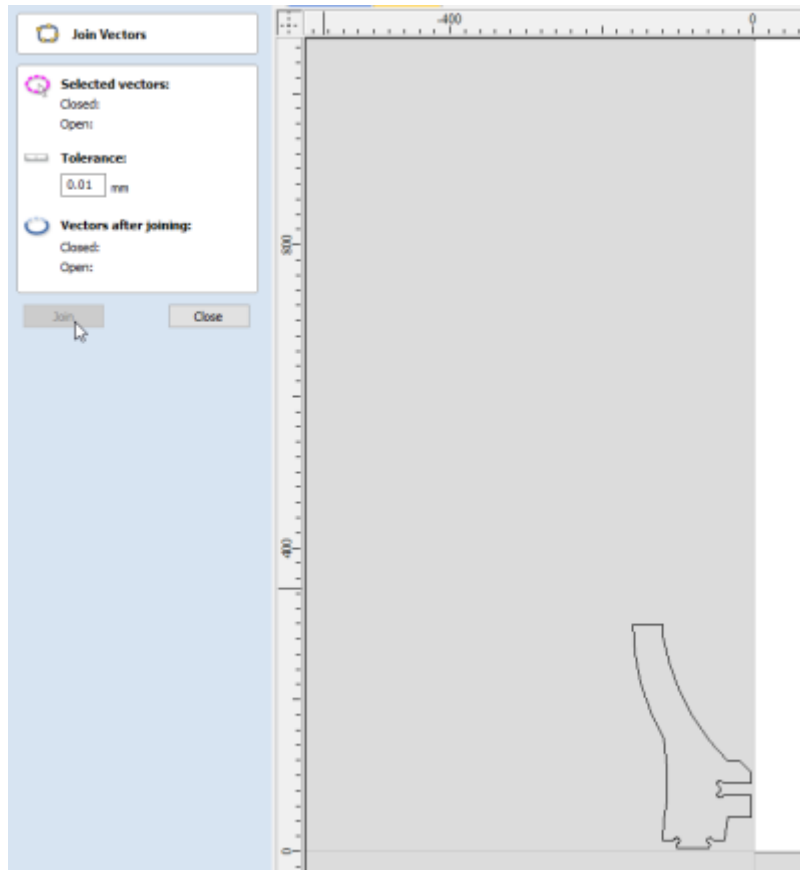 Join Vectors
Selected vectors:
Closed:
Open:
Tolerance:
0.01 mm
Vectors after joining:
Closed:
Open:
Join
Close
-400
0
800
400
0